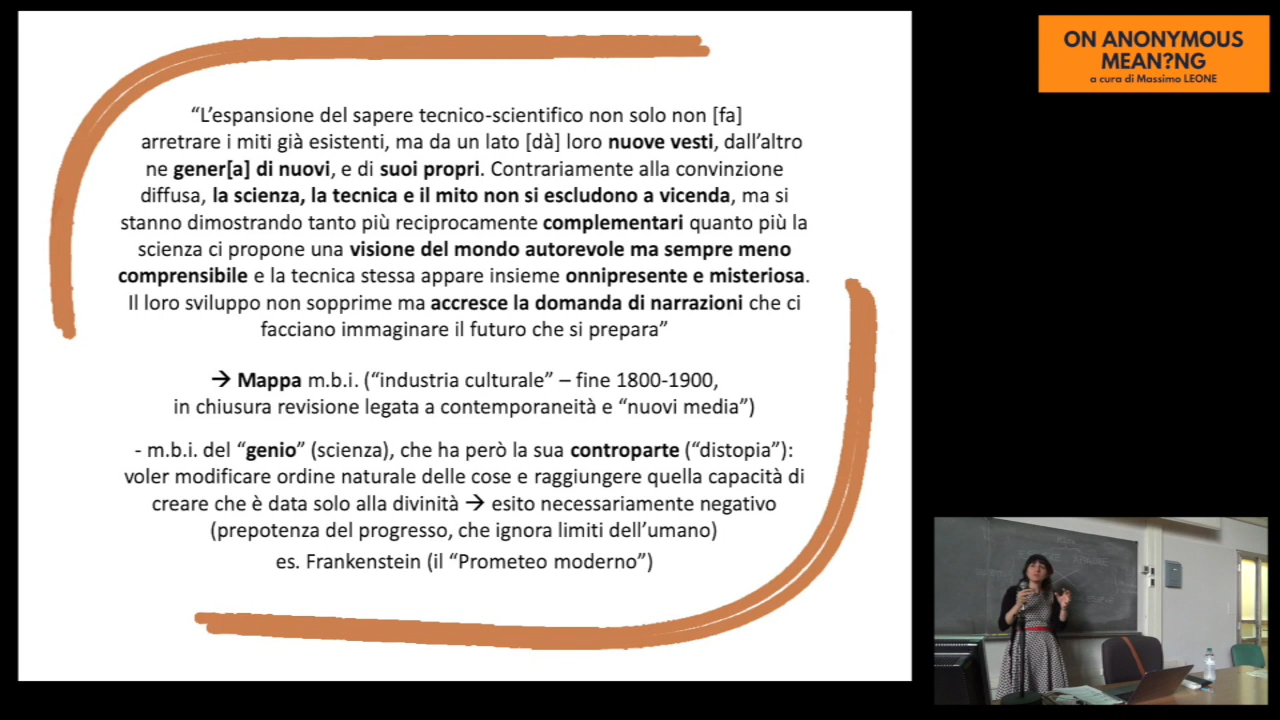 “L’espansione del sapere tecnico-scientifico non solo non [fa]
arretrare i miti già esistenti, ma da un lato [dà] loro nuove vesti, dall’altro
ne gener[a] di nuovi, e di suoi propri. Contrariamente alla convinzione
diffusa, la scienza, la tecnica e il mito non si escludono a vicenda, ma si
stanno dimostrando tanto più reciprocamente complementari quanto più la
scienza ci propone una visione del mondo autorevole ma sempre meno
comprensibile e la tecnica stessa appare insieme onnipresente e misteriosa.
Il loro sviluppo non sopprime ma accresce la domanda di narrazioni che ci
facciano immaginare il futuro che si prepara”
→ Mappa m.b.i. (“industria culturale” – fine 1800-1900,
in chiusura revisione legata a contemporaneità e “nuovi media”)
- m.b.i. del “genio” (scienza), che ha però la sua controparte (“distopia”):
voler modificare ordine naturale delle cose e raggiungere quella capacità di
creare che è data solo alla divinità → esito necessariamente negativo
(prepotenza del progresso, che ignora limiti dell’umano)
es. Frankenstein (il “Prometeo moderno”)
ON ANONYMOUS
MEAN?NG
a cura di Massimo LEONE